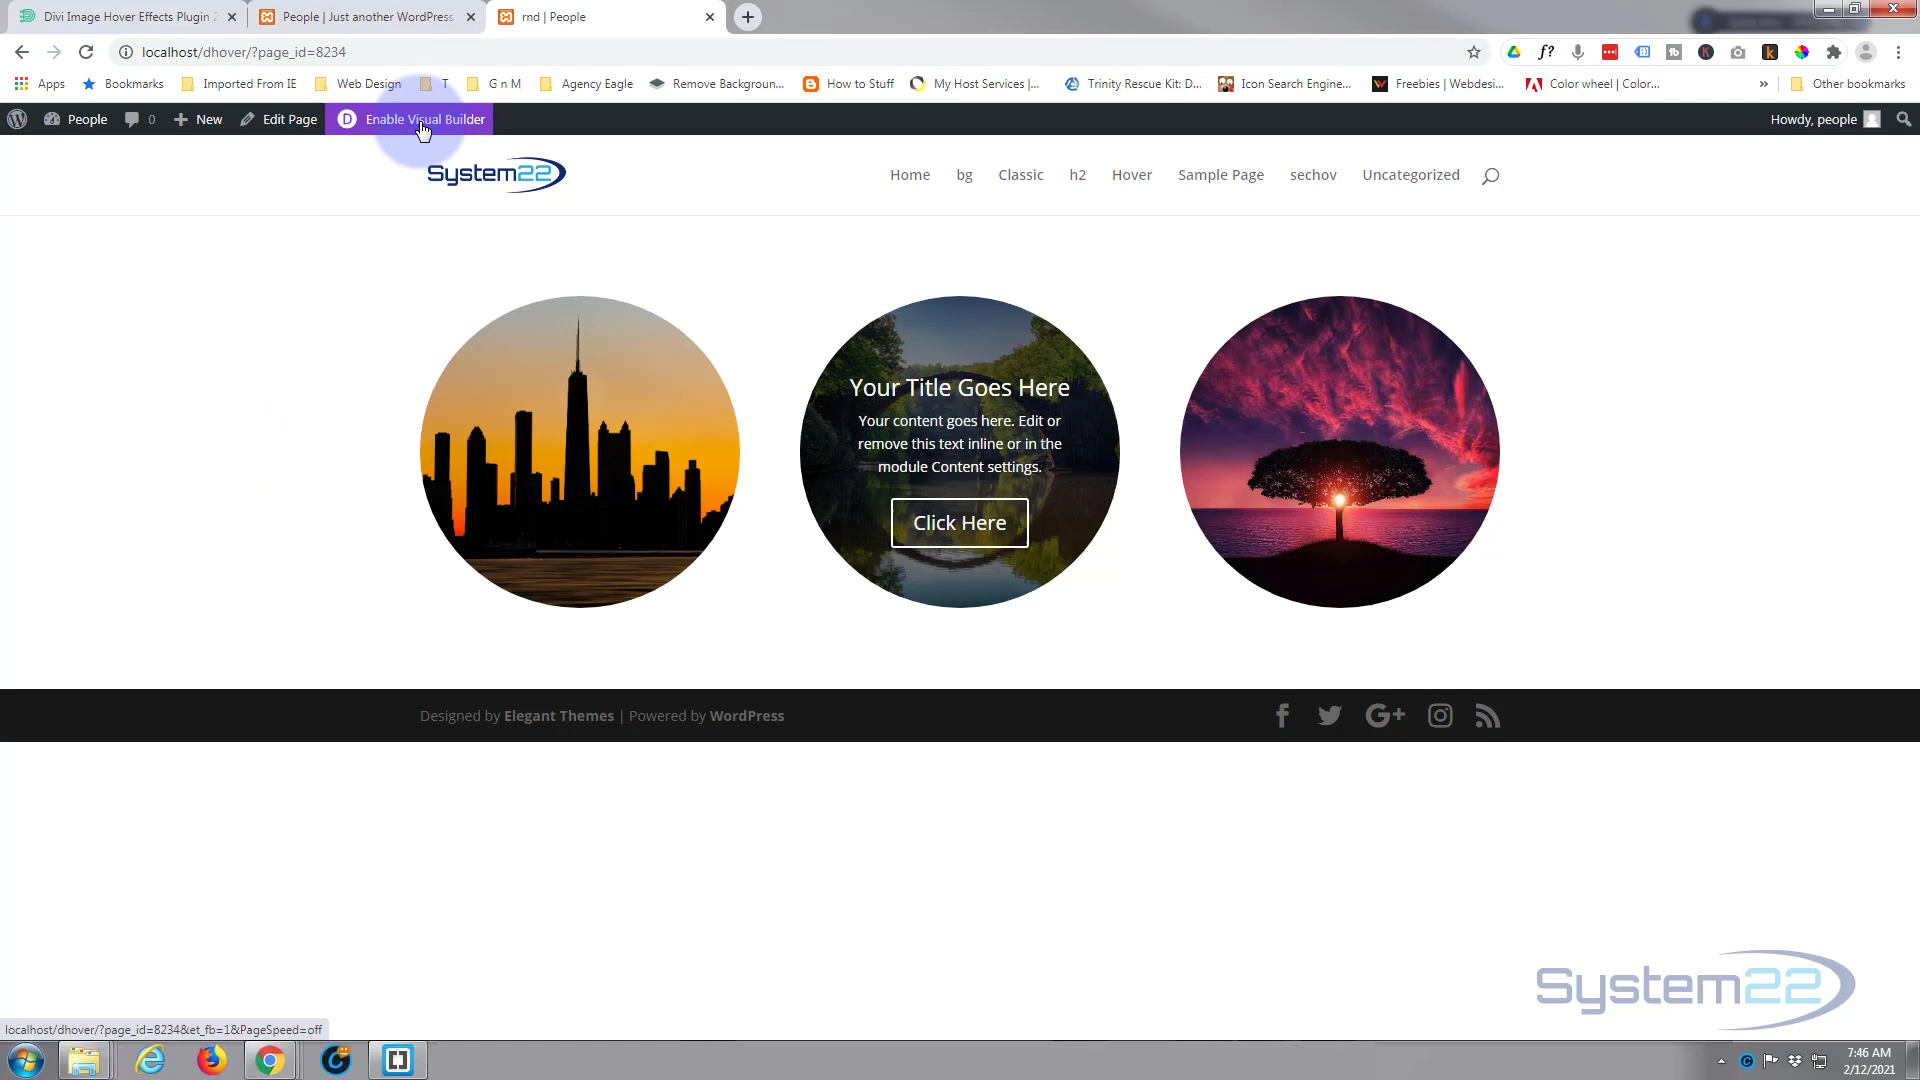 Divi Image Hover Effects Plugin 2
People | Just another WordPress
rnd | People
localhost/dhover/?page_id=8234
Apps
Bookmarks
Imported From IE
Web Design
T
G n M
Agency Eagle
Remove Backgroun...
How to Stuff
My Host Services |...
Trinity Rescue Kit: D...
Icon Search Engine...
Freebies | Webdesi...
Color wheel | Color...
»
Other bookmarks
People
0
New
Edit Page
D Enable Visual Builder
Howdy, people
System22
Home
bg
Classic
h2
Hover
Sample Page
sechov
Uncategorized
Your Title Goes Here
Your content goes here. Edit or
remove this text inline or in the
module Content settings.
Click Here
Designed by Elegant Themes | Powered by WordPress
System22
localhost/dhover/?page_id=8234&et_fb=1&PageSpeed=off
7:46 AM
2/12/2021